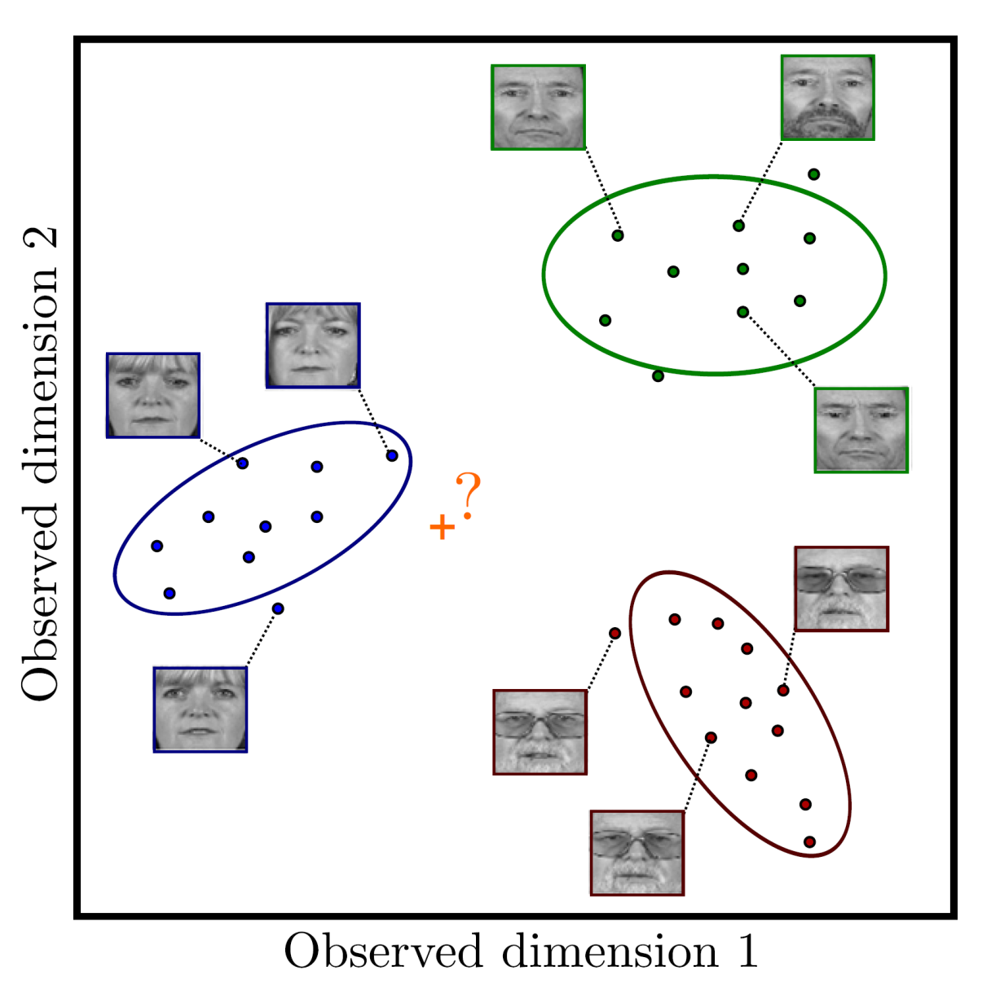 Observed dimension 2
?
+
Observed dimension 1